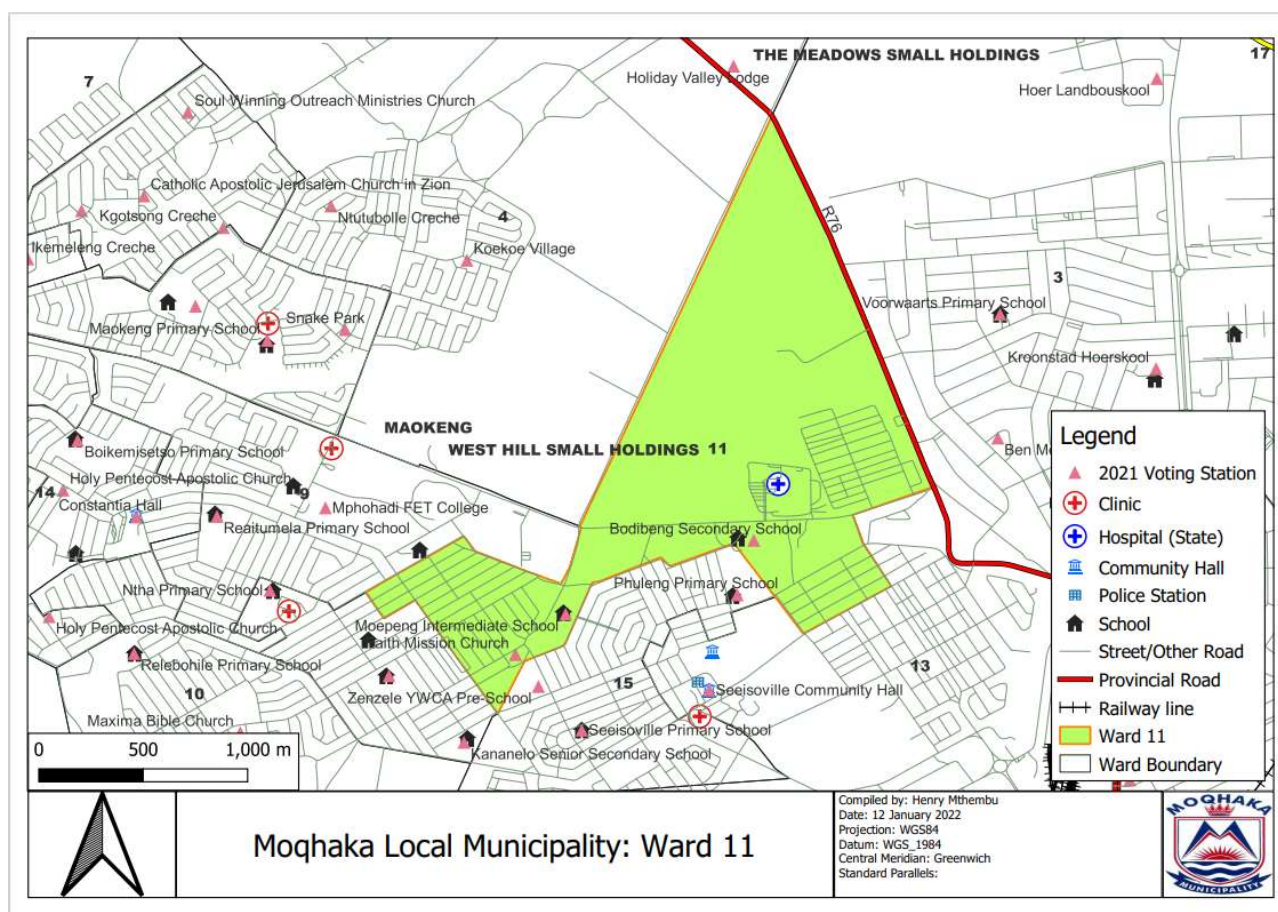 THE MEADOWS SMALL HOLDINGS
17
Holiday Valley Lodge
Hoer Landbouskool
7
Soul Winning Outreach Ministries Church
Catholic Apostolic Jerusalem Church in Zion
Kgotsong Creche
Ntutubolle Creche
4
R76
Ikemeleng Creche
Koekoe Village
3
Voorwaarts Primary School
Maokeng Primary School
Snake Park
Kroonstad Hoerskool
MAOKENG
WEST HILL SMALL HOLDINGS
11
Boikemisetso Primary School
Ben
Holy Pentecost Apostolic Church
14
9
Constantia Hall
Mphohadi FET College
Reaitumela Primary School
Bodibeng Secondary School
Ntha Primary School
Phuleng Primary School
Holy Pentecost Apostolic Church
Moepeng Intermediate School
Faith Mission Church
Relebohile Primary School
13
10
15
Zenzele YWCA Pre-School
Seeisoville Community Hall
Maxima Bible Church
Seeisoville Primary School
Kananelo Senior Secondary School
0 500 1,000 m
Legend
2021 Voting Station
Clinic
Hospital (State)
Community Hall
Police Station
School
Street/Other Road
Provincial Road
Railway line
Ward 11
Ward Boundary
Moqhaka Local Municipality: Ward 11
Compiled by: Henry Mthembu
Date: 12 January 2022
Projection: WGS84
Datum: WGS_1984
Central Meridian: Greenwich
Standard Parallels:
MOQHAKA
MUNICIPALITY